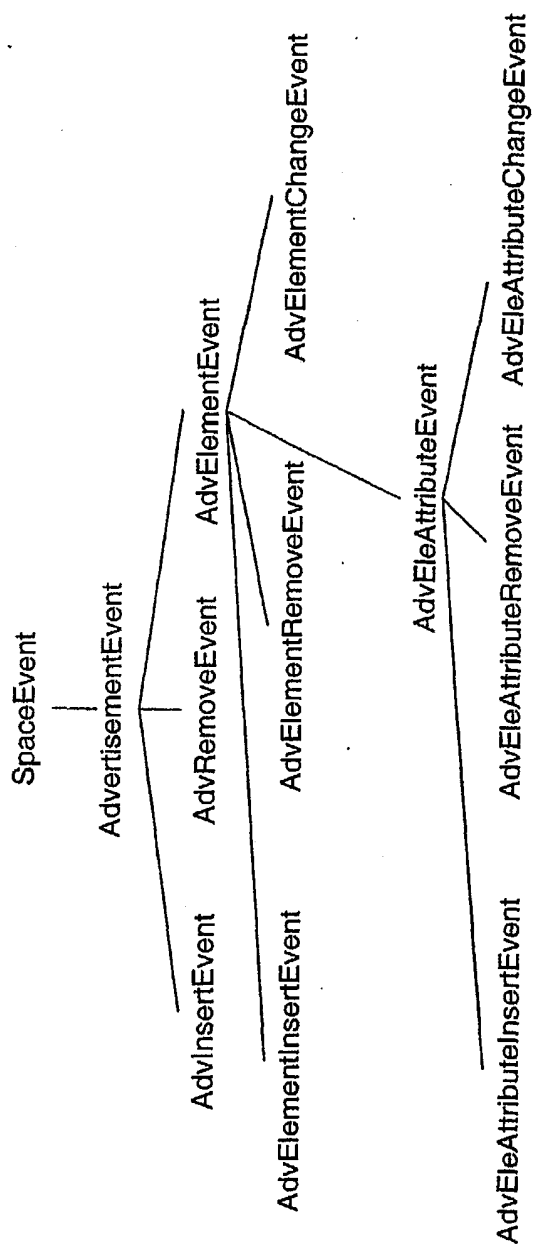 SpaceEvent
AdvertisementEvent
AdvInsertEvent
AdvRemoveEvent
AdvElementEvent
AdvElementInsertEvent
AdvElementRemoveEvent
AdvElementChangeEvent
AdvEleAttributeEvent
AdvEleAttributeInsertEvent
AdvEleAttributeRemoveEvent
AdvEleAttributeChangeEvent